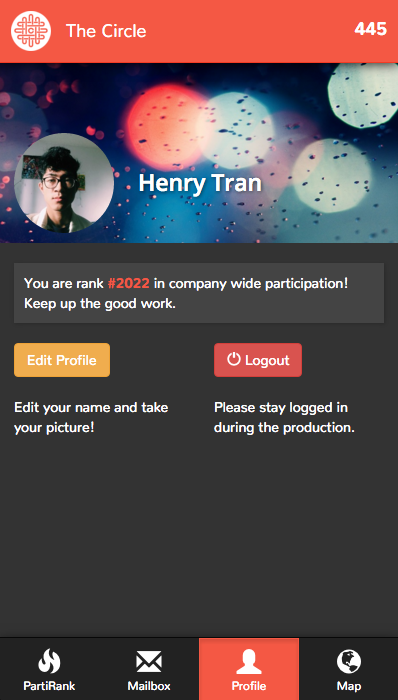 The Circle
445
Henry Tran
You are rank #2022 in company wide participation!
Keep up the good work.
Edit Profile
Logout
Edit your name and take
your picture!
Please stay logged in
during the production.
PartiRank
Mailbox
Profile
Map